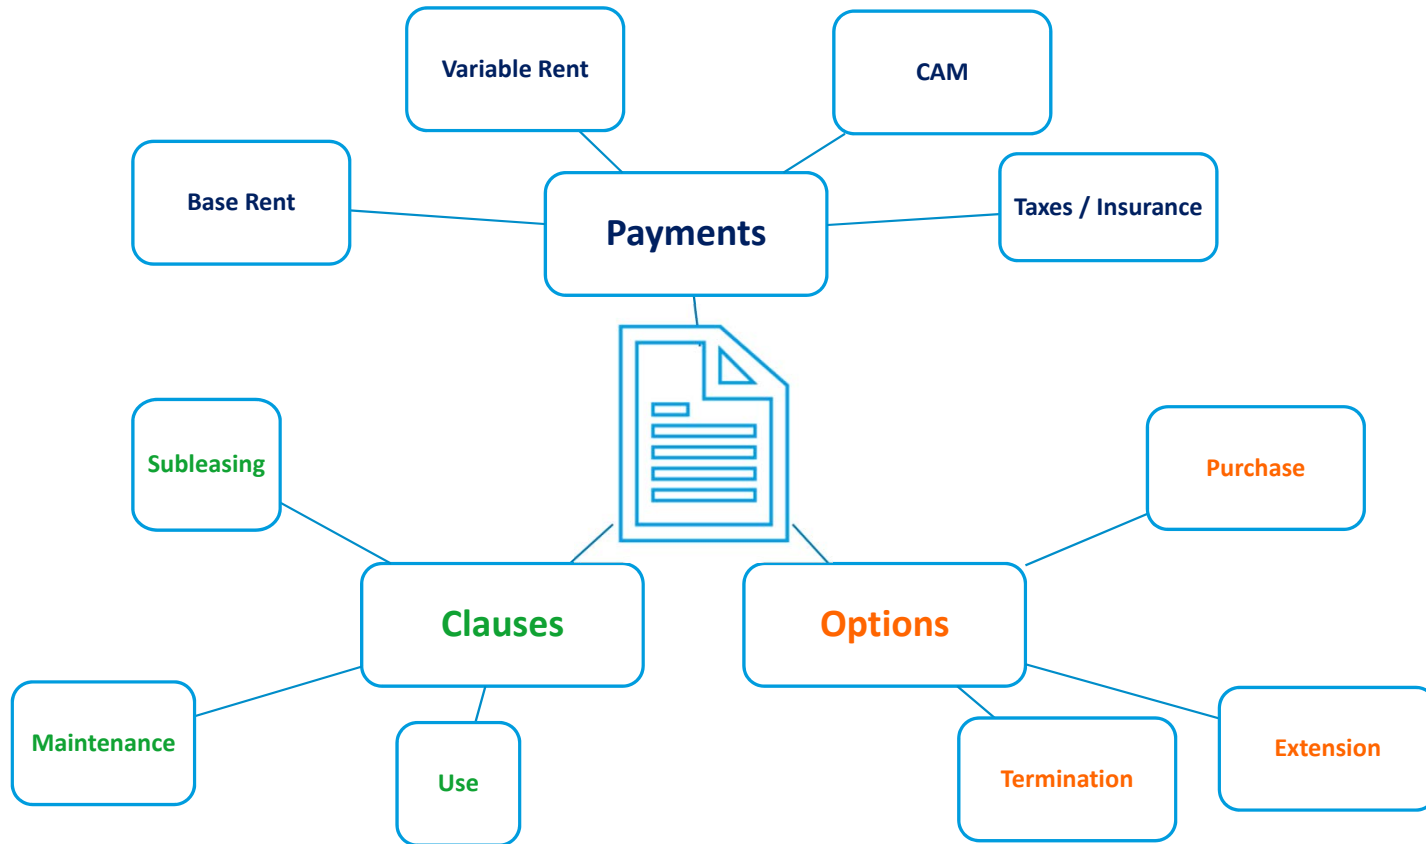 Variable Rent
CAM
Base Rent
Taxes / Insurance
Payments
Subleasing
Purchase
Clauses
Options
Maintenance
Use
Termination
Extension